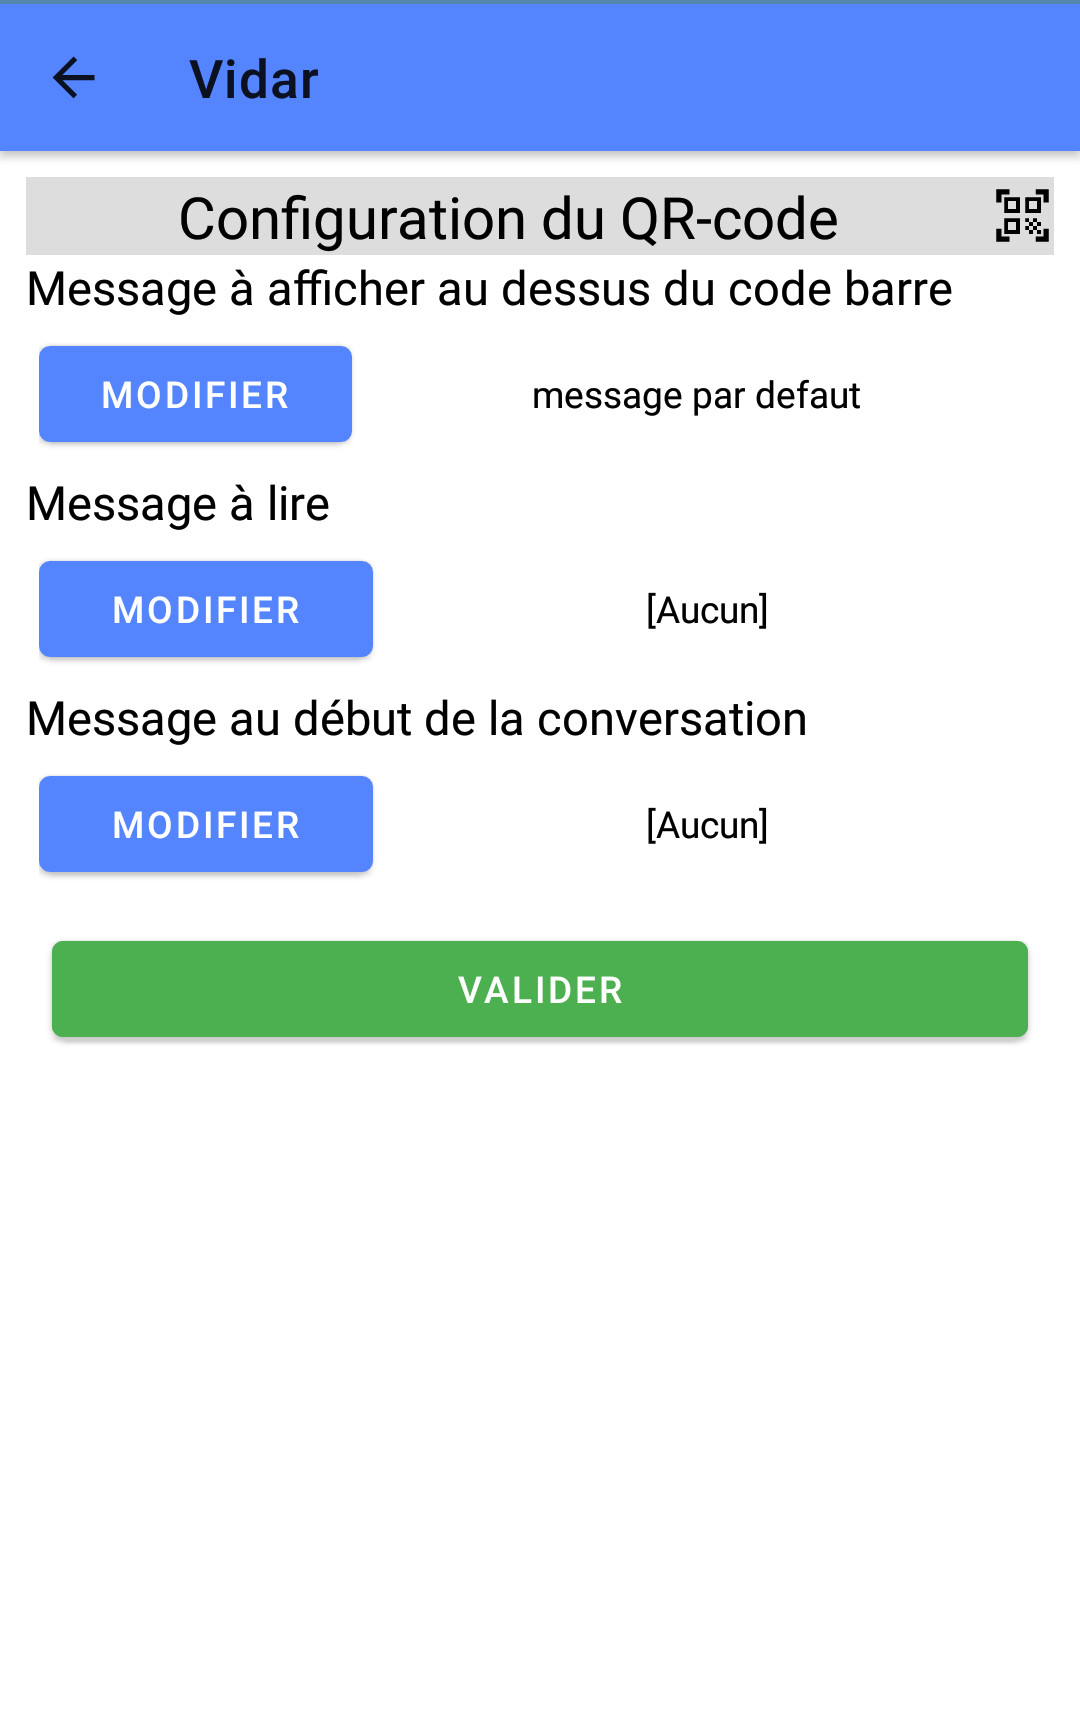 Vidar
Configuration du QR-code
Message à afficher au dessus du code barre
MODIFIER message par defaut
Message à lire
MODIFIER [Aucun]
Message au début de la conversation
MODIFIER [Aucun]
VALIDER